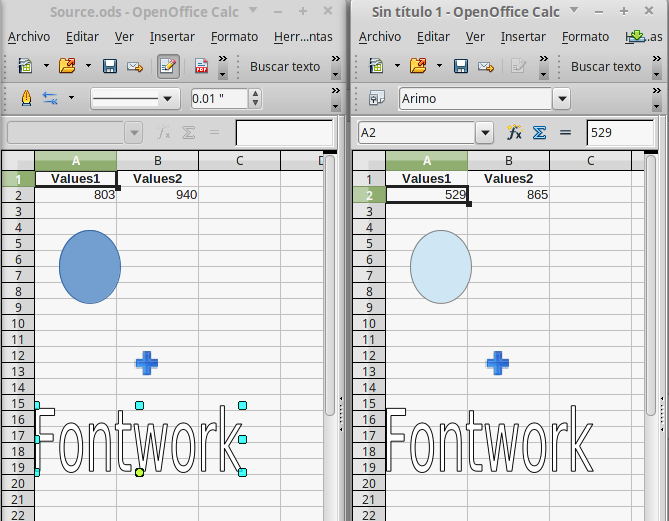 Source.ods - OpenOffice Calc
Archivo Editar Ver Insertar Formato Herr...ntas
Buscar texto
0.01 "
A B C
1 Values1 Values2
2 803 940
3
4
5
6
7
8
9
10
11
12
13
14
15
16
17
18
19
20
21
22
Fontwork
Sin título 1 - OpenOffice Calc
Archivo Editar Ver Insertar Formato
Buscar texto
Arimo
A2 529
A B C
1 Values1 Values2
2 529 865
3
4
5
6
7
8
9
10
11
12
13
14
15
16
17
18
19
20
21
22
Fontwork